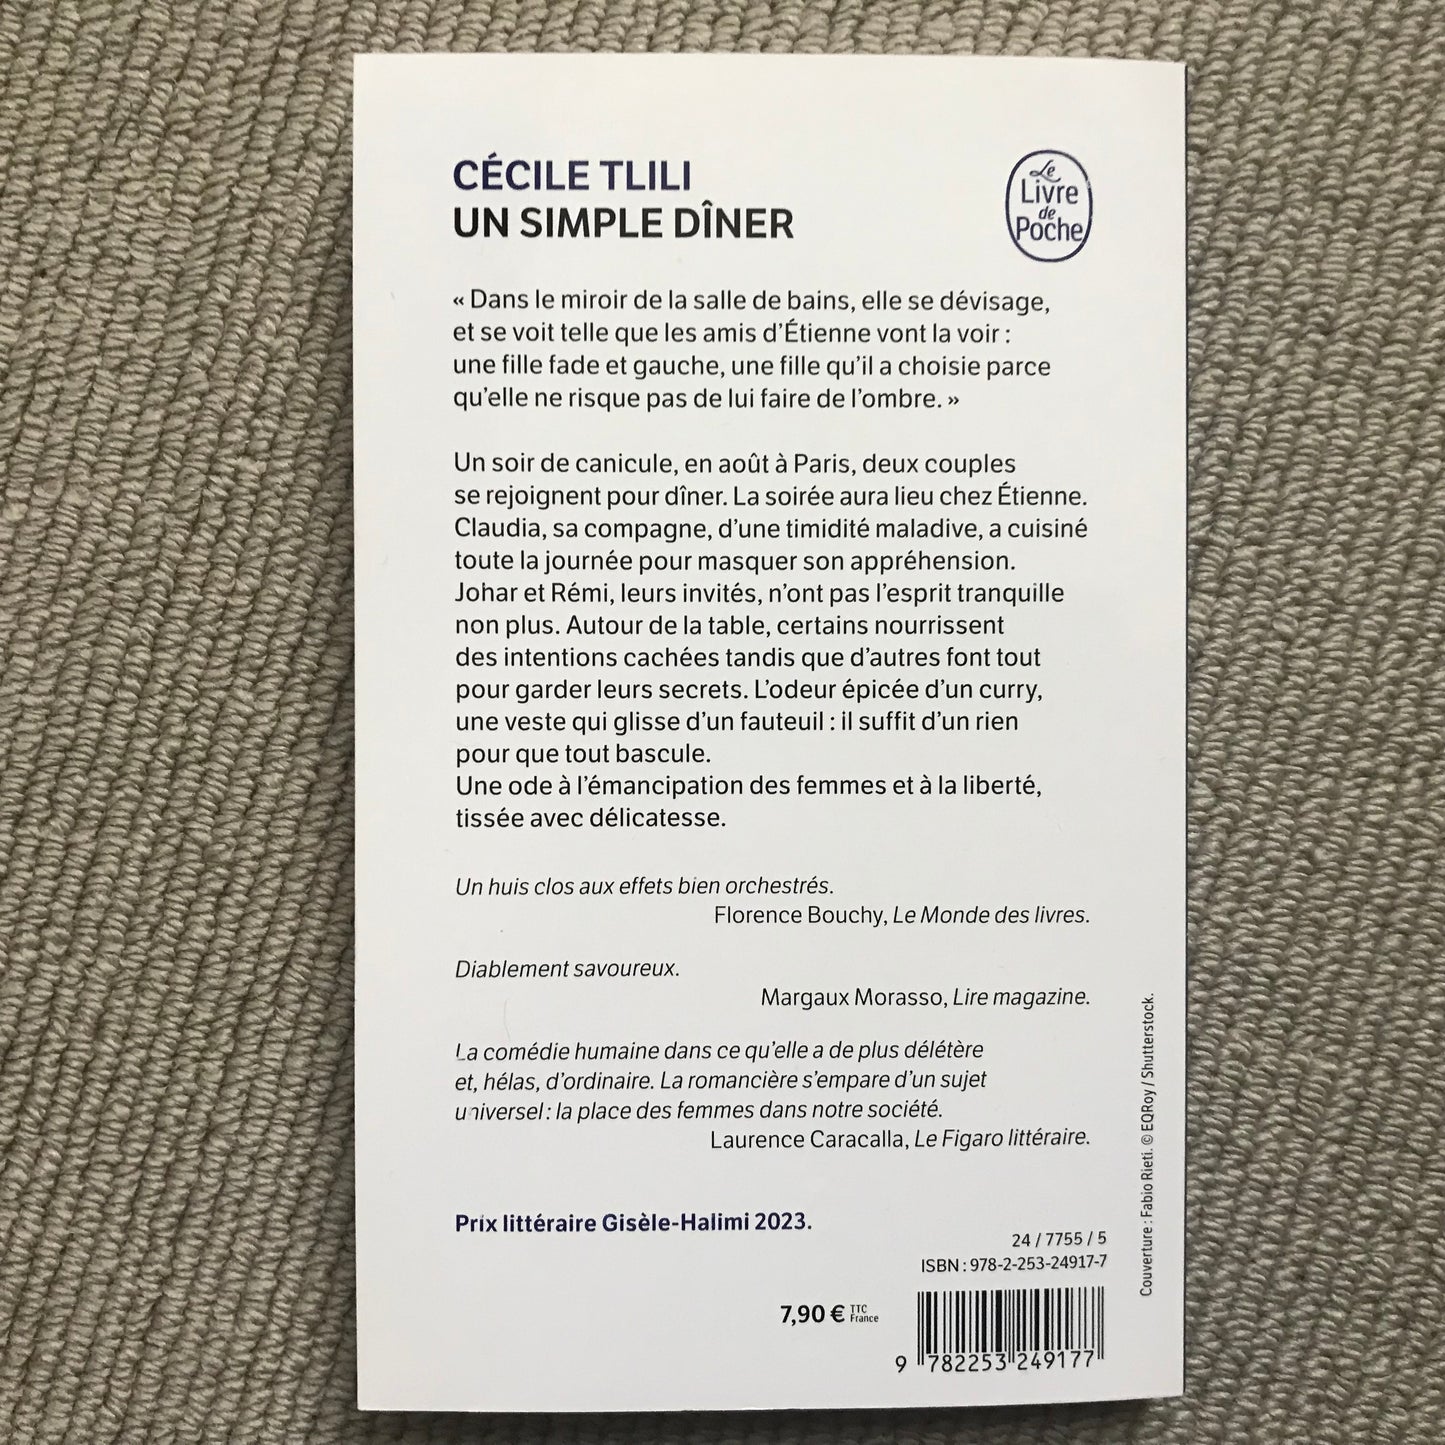 CÉCILE TLILI
UN SIMPLE DÎNER
Le
Livre
de
Poche
« Dans le miroir de la salle de bains, elle se dévisage,
et se voit telle que les amis d'Étienne vont la voir :
une fille fade et gauche, une fille qu'il a choisie parce
qu'elle ne risque pas de lui faire de l'ombre. »
Un soir de canicule, en août à Paris, deux couples
se rejoignent pour dîner. La soirée aura lieu chez Étienne.
Claudia, sa compagne, d'une timidité maladive, a cuisiné
toute la journée pour masquer son appréhension.
Johar et Rémi, leurs invités, n'ont pas l'esprit tranquille
non plus. Autour de la table, certains nourrissent
des intentions cachées tandis que d'autres font tout
pour garder leurs secrets. L'odeur épicée d'un curry,
une veste qui glisse d'un fauteuil : il suffit d'un rien
pour que tout bascule.
Une ode à l'émancipation des femmes et à la liberté,
tissée avec délicatesse.
Un huis clos aux effets bien orchestrés.
Florence Bouchy, Le Monde des livres.
Diablement savoureux.
Margaux Morasso, Lire magazine.
La comédie humaine dans ce qu'elle a de plus délétère
et, hélas, d'ordinaire. La romancière s'empare d'un sujet
universel : la place des femmes dans notre société.
Laurence Caracalla, Le Figaro littéraire.
Prix littéraire Gisèle-Halimi 2023.
24 / 7755 / 5
ISBN : 978-2-253-24917-7
7,90 € TTC
France
9 782253 249177
Couverture : Fabio Rieti. © EQRoy / Shutterstock.